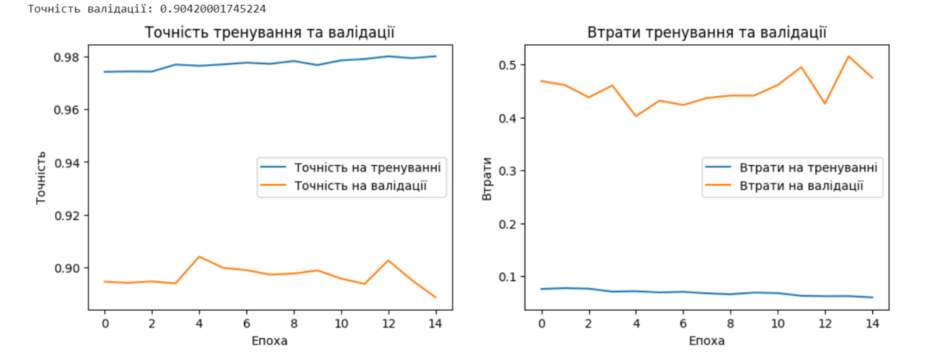 Точність валідації: 0.90420001745224
Точність тренування та валідації
0.98
0.96
0.94
0.92
0.90
Точність
Точність на тренуванні
Точність на валідації
0 2 4 6 8 10 12 14
Епоха
Втрати тренування та валідації
0.5
0.4
0.3
0.2
0.1
Втрати
Втрати на тренуванні
Втрати на валідації
0 2 4 6 8 10 12 14
Епоха